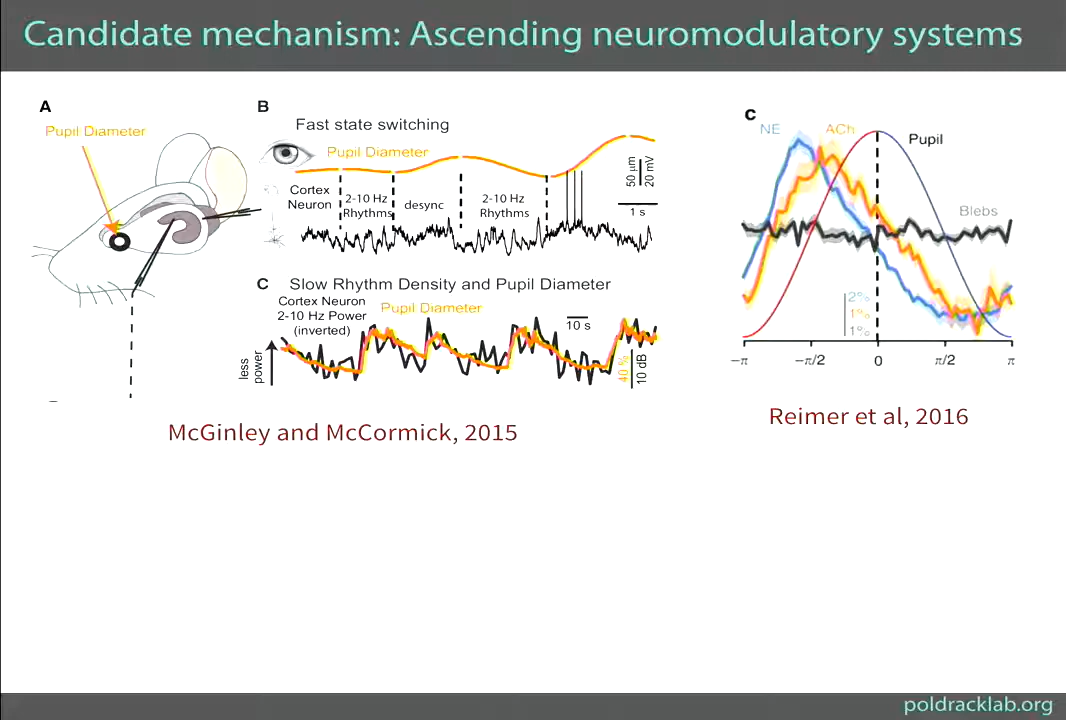 Candidate mechanism: Ascending neuromodulatory systems
A
Pupil Diameter
B
Fast state switching
Pupil Diameter
50 µm
20 mV
Cortex
Neuron
2-10 Hz
Rhythms
desync
2-10 Hz
Rhythms
1 s
C Slow Rhythm Density and Pupil Diameter
Cortex Neuron
2-10 Hz Power
(inverted)
Pupil Diameter
10 s
less
power
40 %
10 dB
McGinley and McCormick, 2015
C
NE
ACh
Pupil
Blebs
2%
1%
1%
−π
−π/2
0
π/2
π
Reimer et al, 2016
poldracklab.org